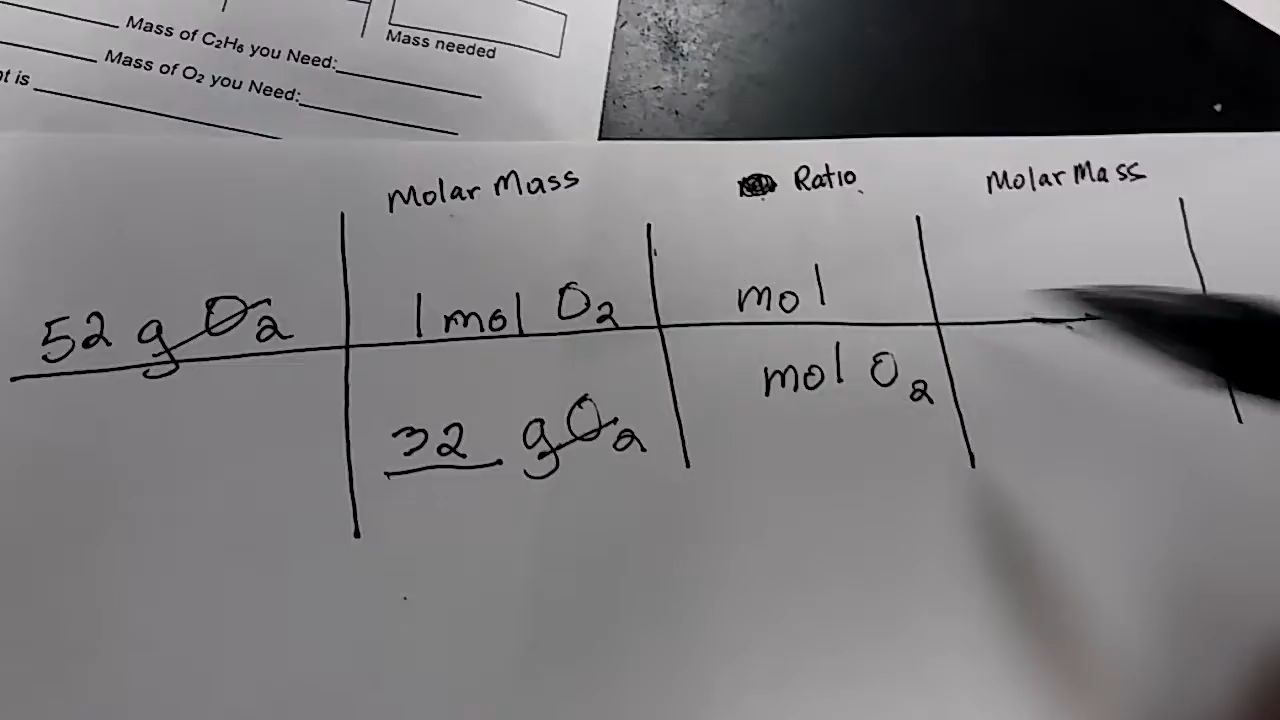 Mass of C₂H₆ you Need:
Mass needed
Mass of O₂ you Need:
t is
Molar Mass
Ratio
Molar Mass
52 g O₂
1 mol O₂
mol
32 g O₂
mol O₂